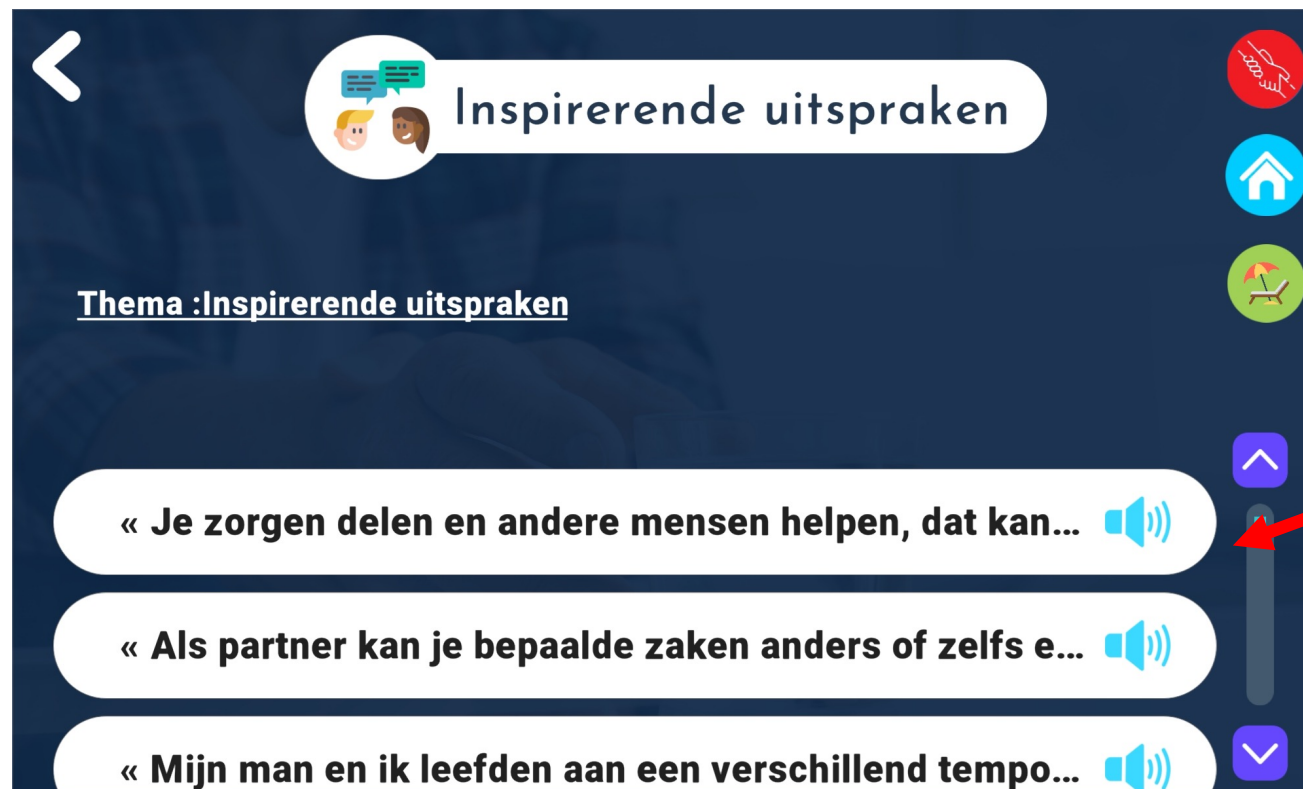 Inspirerende uitspraken
Thema :Inspirerende uitspraken
« Je zorgen delen en andere mensen helpen, dat kan...
« Als partner kan je bepaalde zaken anders of zelfs e...
« Mijn man en ik leefden aan een verschillend tempo...